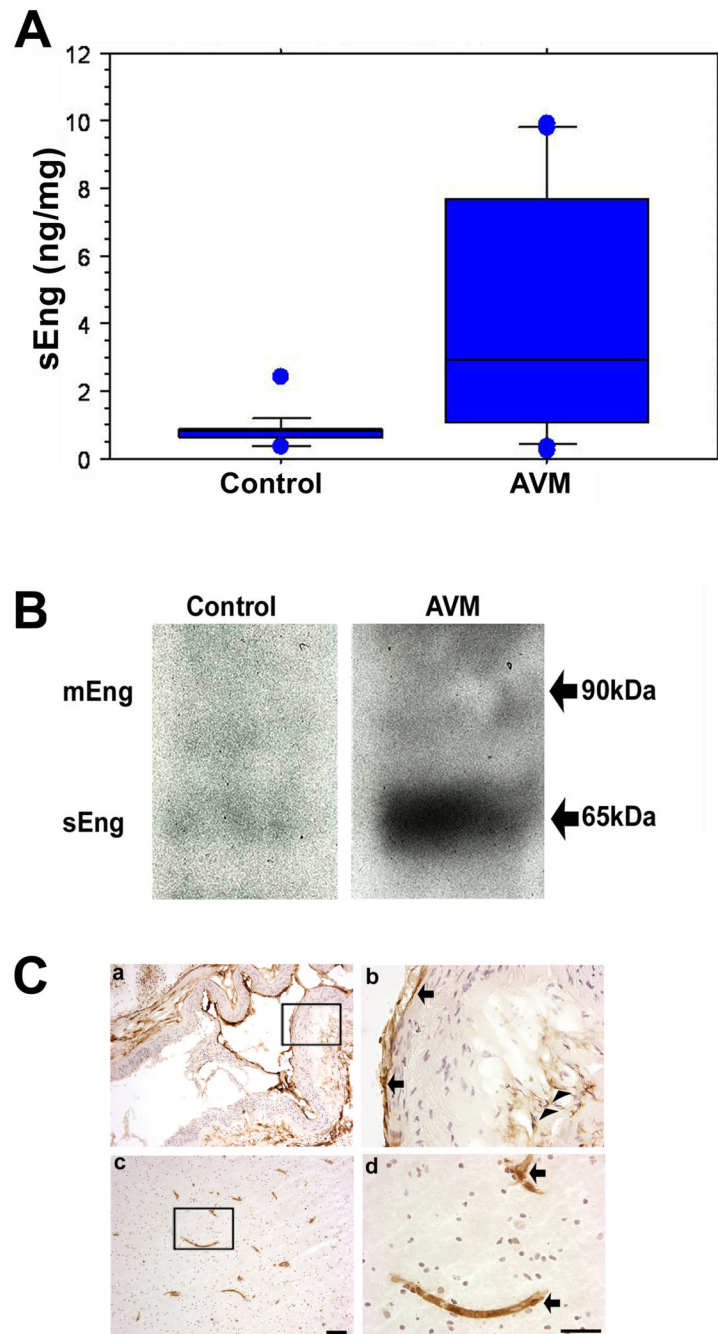 A
12
10
8
6
4
2
0
sEng (ng/mg)
Control
AVM
B
Control
AVM
mEng
90kDa
sEng
65kDa
C
a
b
c
d